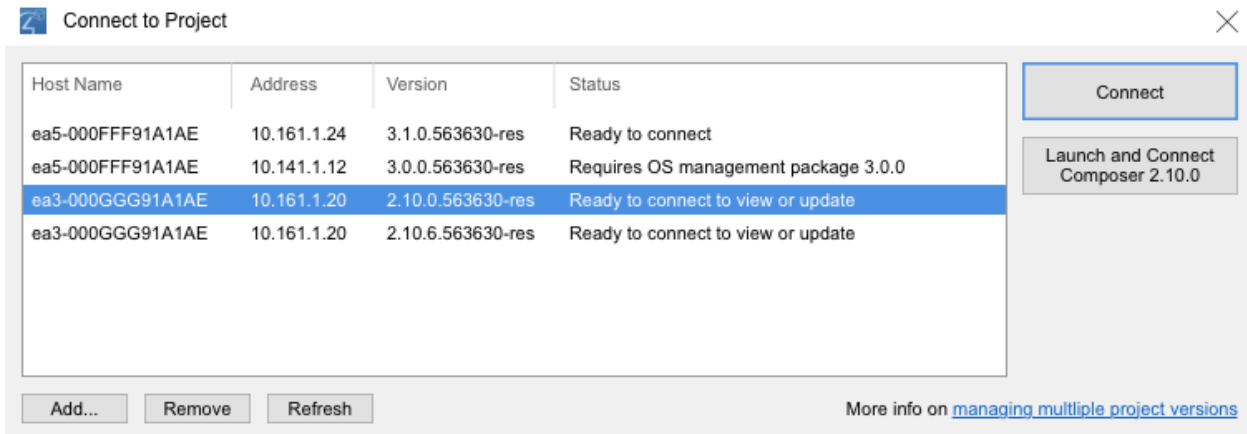 Connect to Project
Host Name Address Version Status
ea5-000FFF91A1AE 10.161.1.24 3.1.0.563630-res Ready to connect
ea5-000FFF91A1AE 10.141.1.12 3.0.0.563630-res Requires OS management package 3.0.0
ea3-000GGG91A1AE 10.161.1.20 2.10.0.563630-res Ready to connect to view or update
ea3-000GGG91A1AE 10.161.1.20 2.10.6.563630-res Ready to connect to view or update
Connect
Launch and Connect
Composer 2.10.0
Add... Remove Refresh
More info on managing multliple project versions